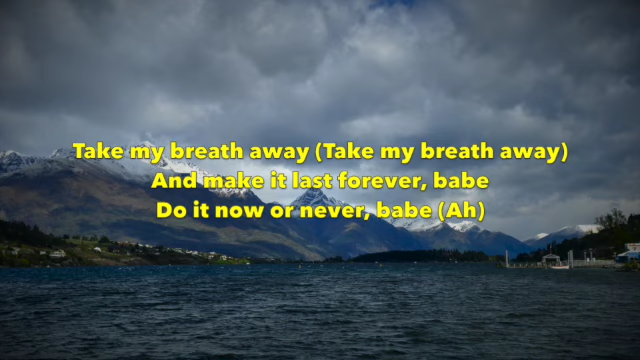 Take my breath away (Take my breath away)
And make it last forever, babe
Do it now or never, babe (Ah)